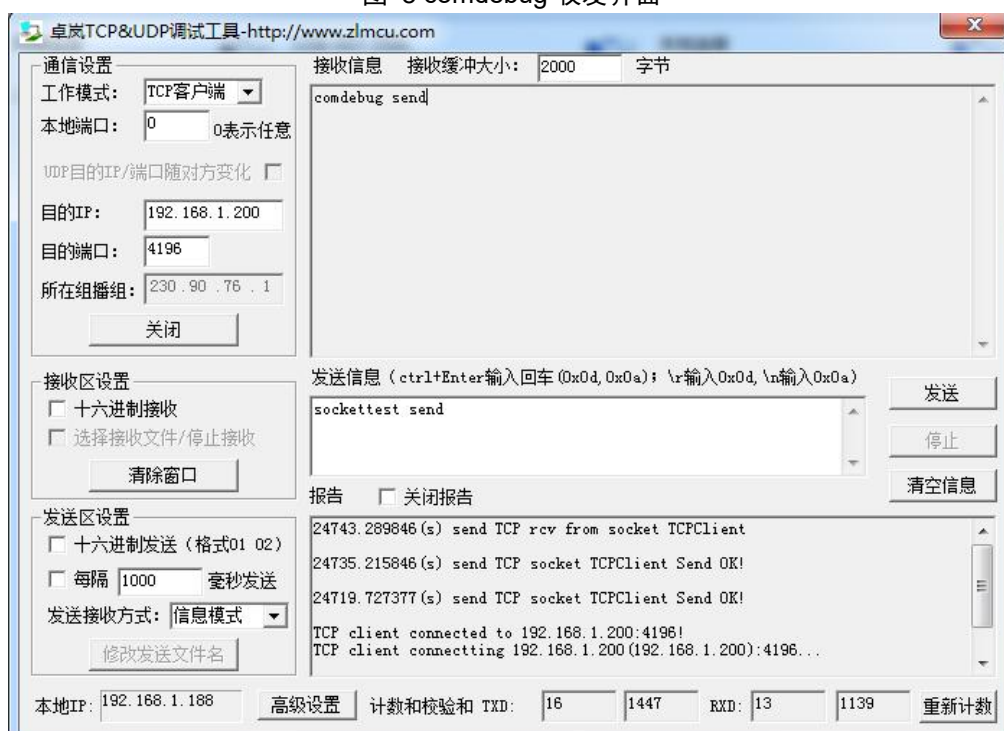 卓岚TCP&UDP调试工具-http://www.zlmcu.com
通信设置
工作模式： TCP客户端
本地端口： 0 0表示任意
UDP目的IP/端口随对方变化
目的IP： 192.168.1.200
目的端口： 4196
所在组播组： 230 . 90 . 76 . 1
关闭
接收信息 接收缓冲大小： 2000 字节
comdebug send
接收区设置
十六进制接收
选择接收文件/停止接收
清除窗口
发送信息（ctrl+Enter输入回车(0x0d,0x0a)；\r输入0x0d,\n输入0x0a）
sockettest send
发送
停止
清空信息
发送区设置
十六进制发送（格式01 02）
每隔 1000 毫秒发送
发送接收方式： 信息模式
修改发送文件名
报告 关闭报告
24743.289846(s) send TCP rcv from socket TCPClient
24735.215846(s) send TCP socket TCPClient Send OK!
24719.727377(s) send TCP socket TCPClient Send OK!
TCP client connected to 192.168.1.200:4196!
TCP client connectting 192.168.1.200(192.168.1.200):4196...
本地IP: 192.168.1.188 高级设置 计数和校验和 TXD: 16 1447 RXD: 13 1139 重新计数